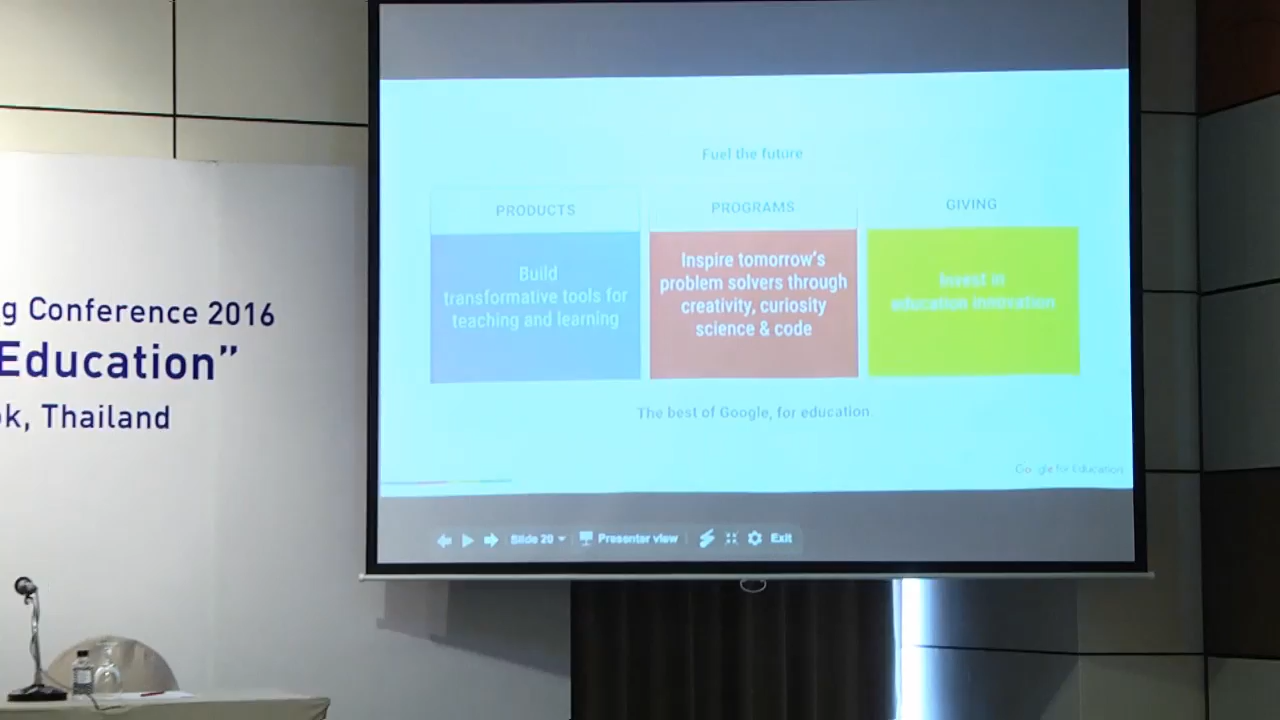 g Conference 2016
Education”
ok, Thailand
Fuel the future
PRODUCTS
Build
transformative tools for
teaching and learning
PROGRAMS
Inspire tomorrow's
problem solvers through
creativity, curiosity
science & code
GIVING
Invest in
education innovation
The best of Google, for education
Google for Education
Slide 20
Presenter view
Exit